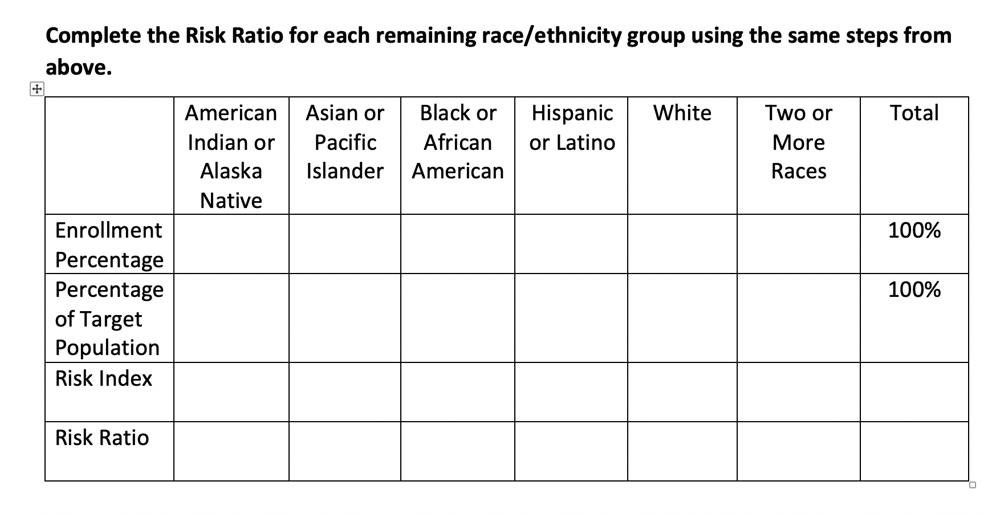 Complete the Risk Ratio for each remaining race/ethnicity group using the same steps from
above.
American
Indian or
Alaska
Native
Asian or
Pacific
Islander
Black or
African
American
Hispanic
or Latino
White
Two or
More
Races
Total
Enrollment
Percentage
100%
Percentage
of Target
Population
100%
Risk Index
Risk Ratio